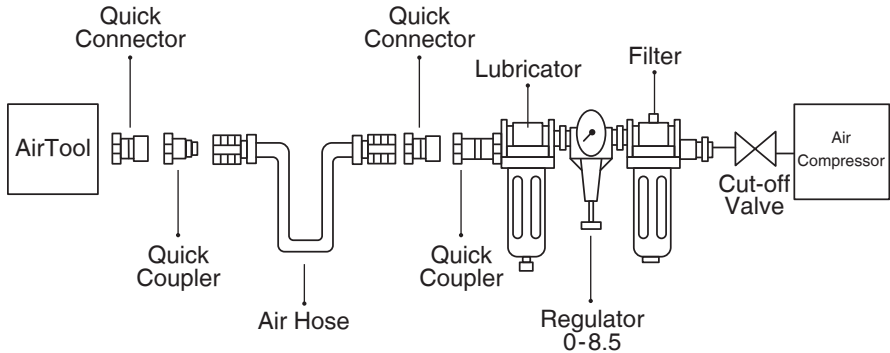 Quick
Connector
Quick
Connector
Lubricator
Filter
AirTool
Air
Compressor
Cut-off
Valve
Quick
Coupler
Quick
Coupler
Air Hose
Regulator
0-8.5